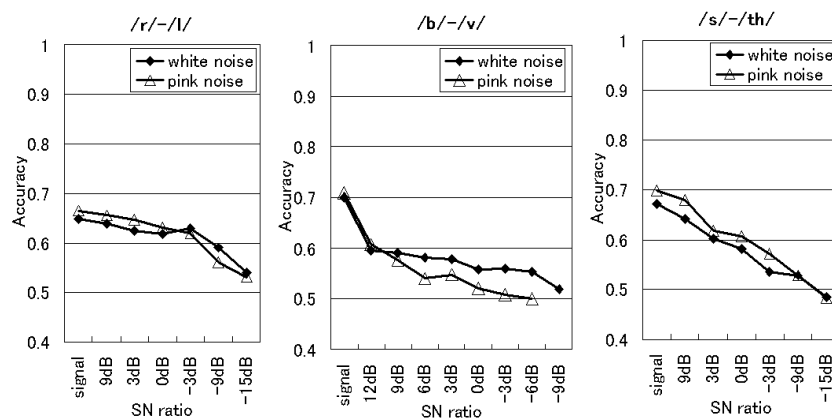 /r/-/l/
white noise
pink noise
1
0.9
0.8
0.7
0.6
0.5
0.4
Accuracy
signal
9dB
3dB
0dB
-3dB
-9dB
-15dB
SN ratio
/b/-/v/
white noise
pink noise
1
0.9
0.8
0.7
0.6
0.5
0.4
Accuracy
signal
12dB
9dB
6dB
3dB
0dB
-3dB
-6dB
-9dB
SN ratio
/s/-/th/
white noise
pink noise
1
0.9
0.8
0.7
0.6
0.5
0.4
Accuracy
signal
9dB
3dB
0dB
-3dB
-9dB
-15dB
SN ratio